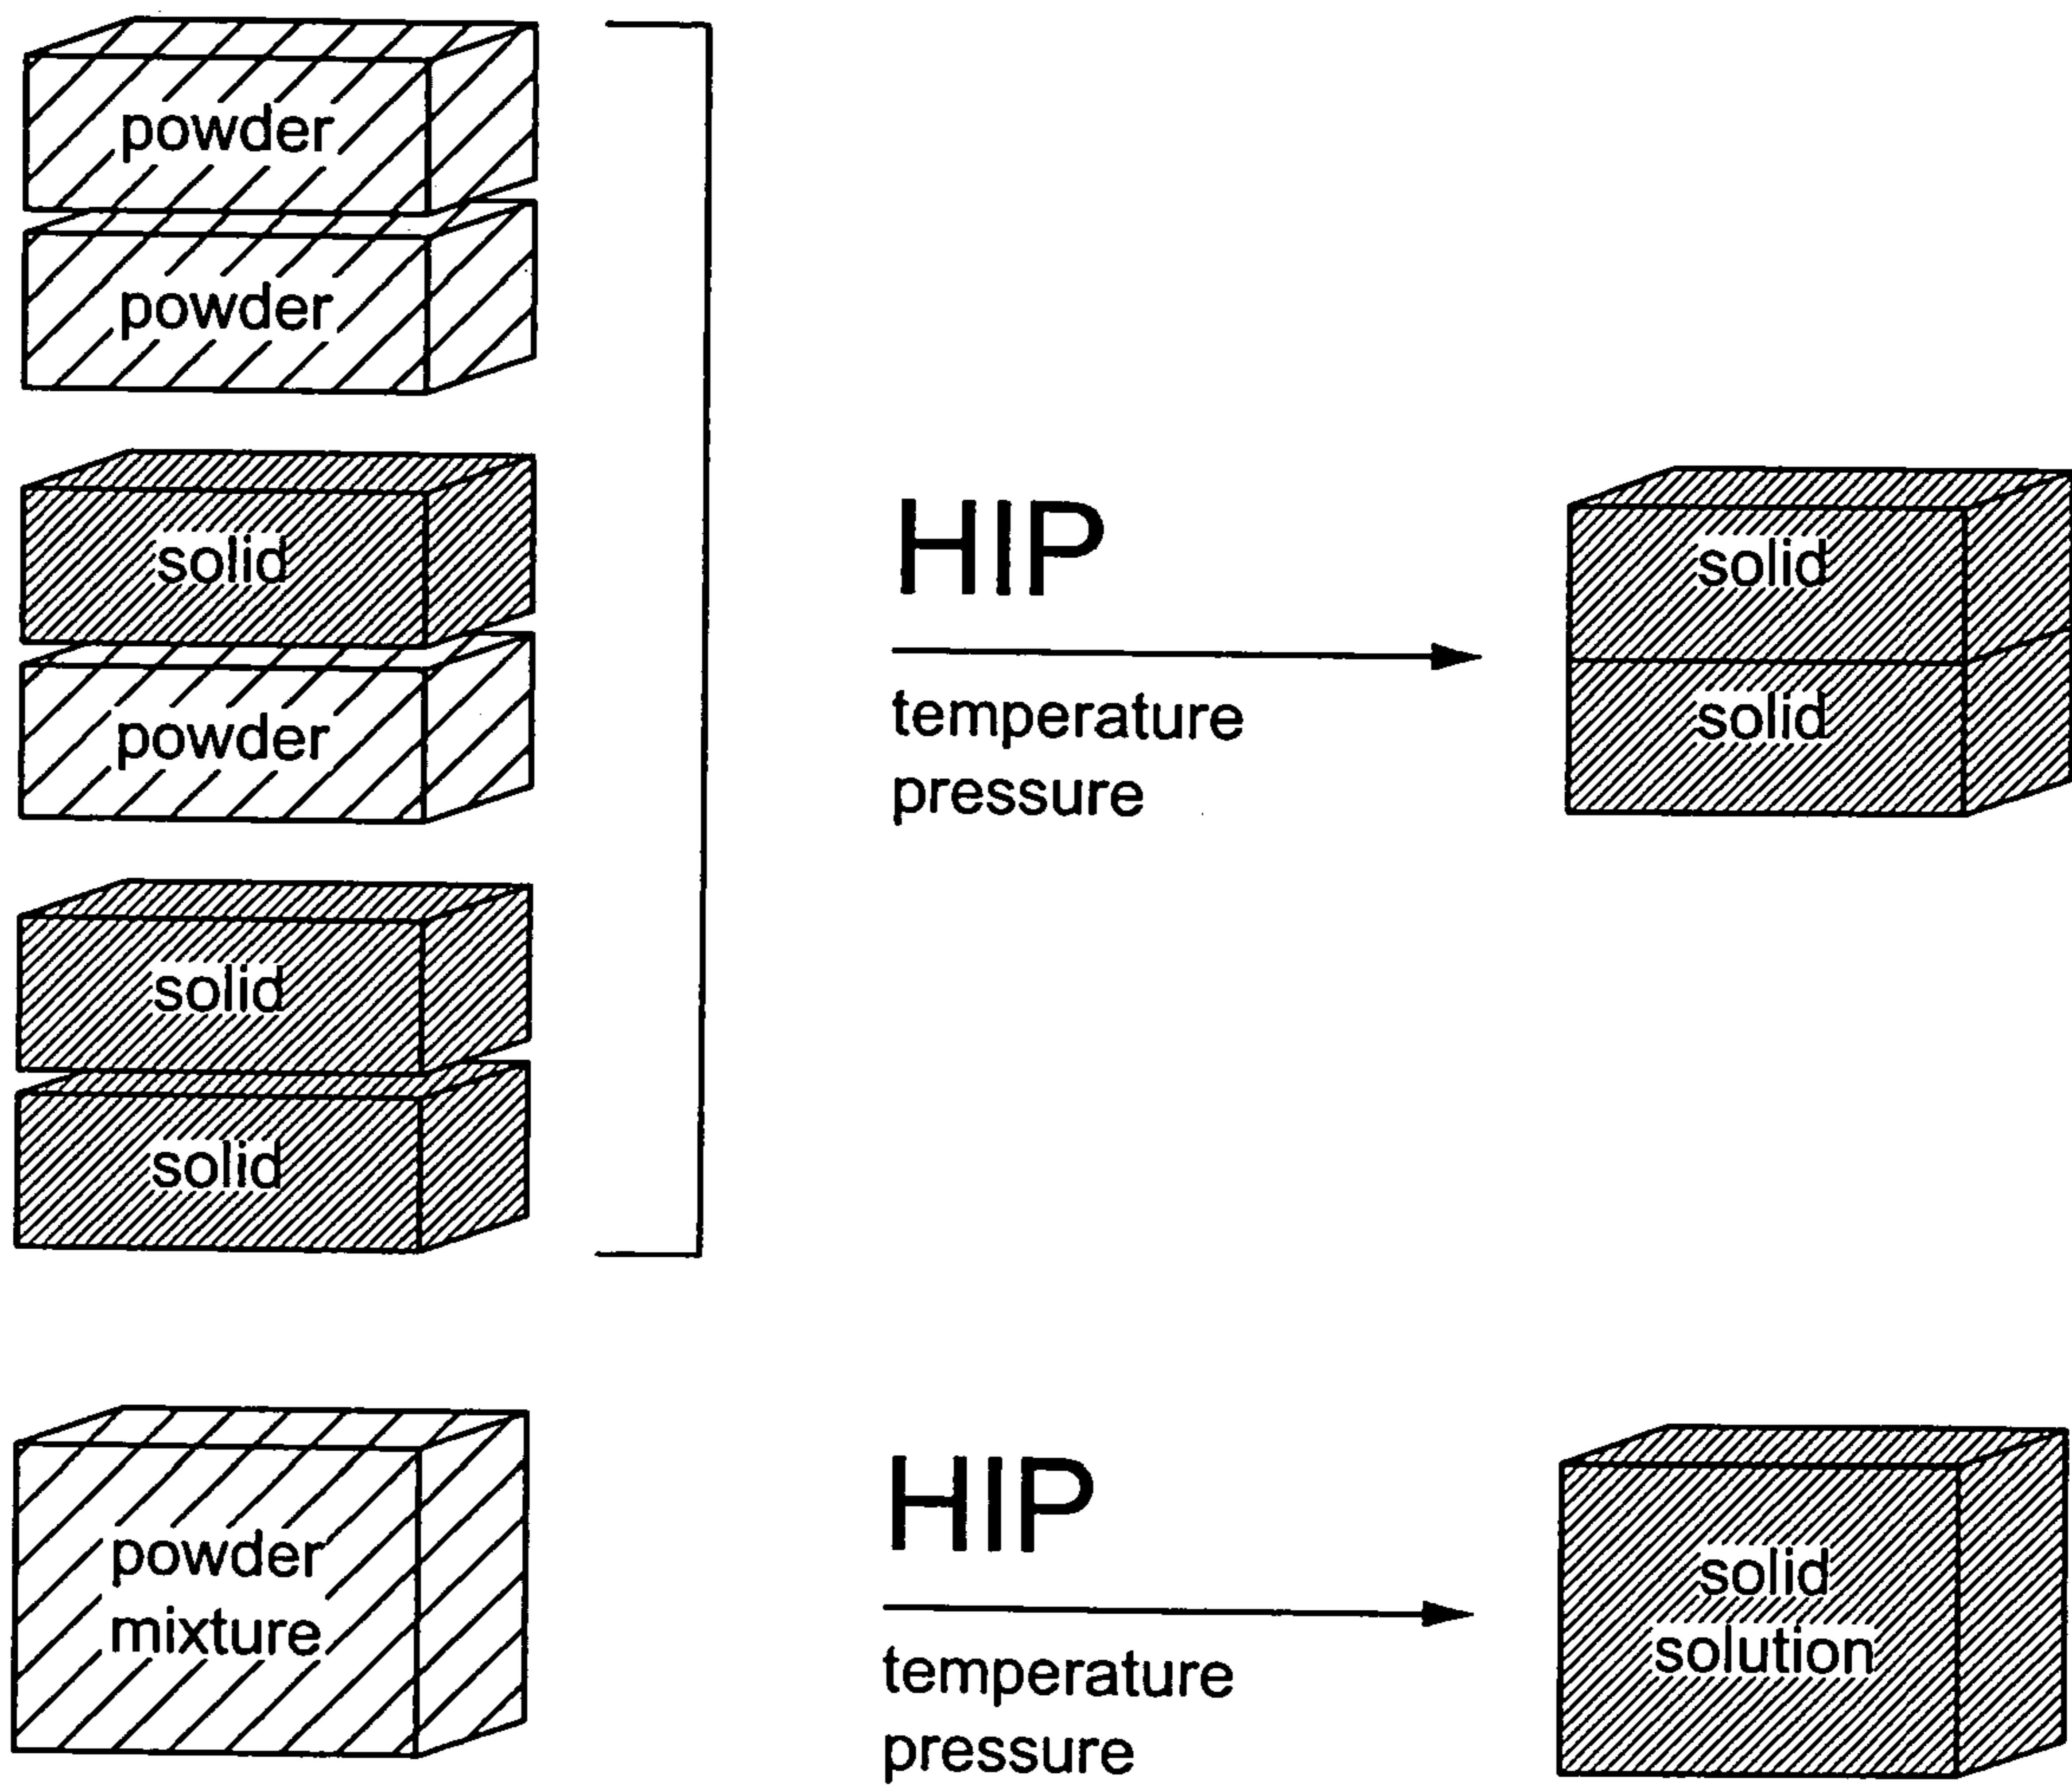 powder
powder
solid
powder
solid
solid
HIP
temperature
pressure
solid
solid
powder
mixture
HIP
temperature
pressure
solid
solution